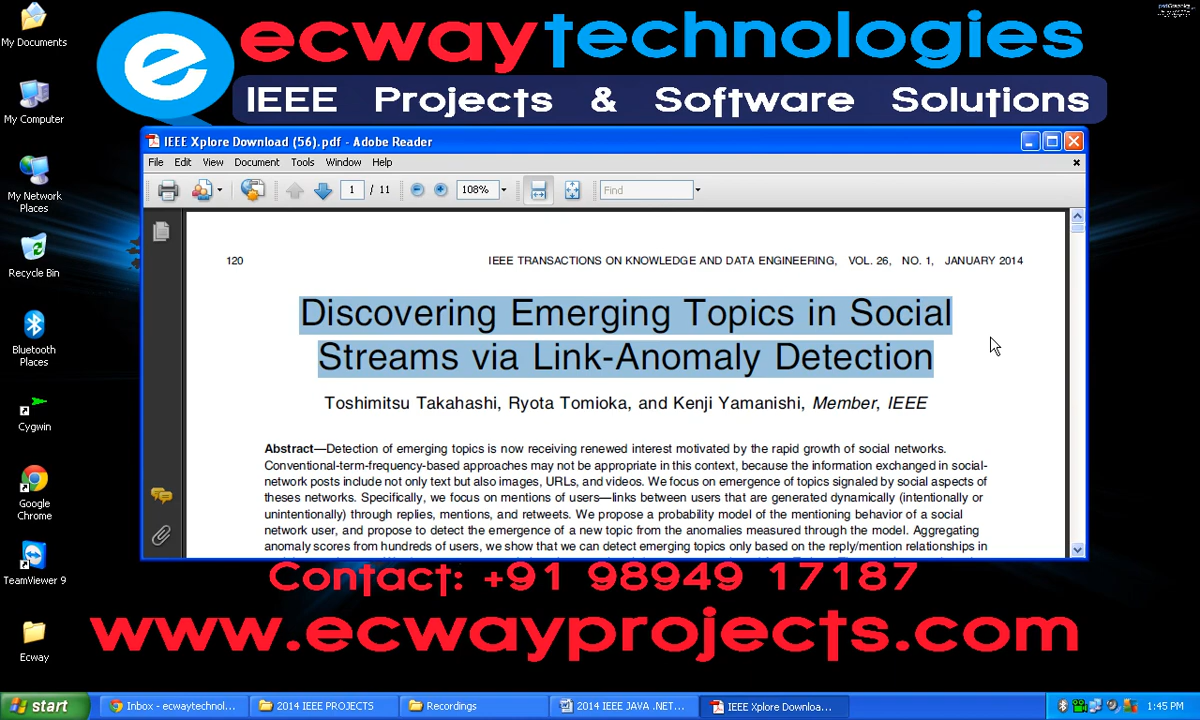 ecwaytechnologies
IEEE Projects & Software Solutions
My Documents
My Computer
My Network
Places
Recycle Bin
Bluetooth
Places
Cygwin
Google
Chrome
TeamViewer 9
Ecway
IEEE Xplore Download (56).pdf - Adobe Reader
File Edit View Document Tools Window Help
1 / 11 108% Find
120 IEEE TRANSACTIONS ON KNOWLEDGE AND DATA ENGINEERING, VOL. 26, NO. 1, JANUARY 2014
Discovering Emerging Topics in Social
Streams via Link-Anomaly Detection
Toshimitsu Takahashi, Ryota Tomioka, and Kenji Yamanishi, Member, IEEE
Abstract—Detection of emerging topics is now receiving renewed interest motivated by the rapid growth of social networks.
Conventional-term-frequency-based approaches may not be appropriate in this context, because the information exchanged in social-
network posts include not only text but also images, URLs, and videos. We focus on emergence of topics signaled by social aspects of
theses networks. Specifically, we focus on mentions of users—links between users that are generated dynamically (intentionally or
unintentionally) through replies, mentions, and retweets. We propose a probability model of the mentioning behavior of a social
network user, and propose to detect the emergence of a new topic from the anomalies measured through the model. Aggregating
anomaly scores from hundreds of users, we show that we can detect emerging topics only based on the reply/mention relationships in
Contact: +91 98949 17187
www.ecwayprojects.com
start Inbox - ecwaytechnol... 2014 IEEE PROJECTS Recordings 2014 IEEE JAVA .NET... IEEE Xplore Downloa... 1:45 PM